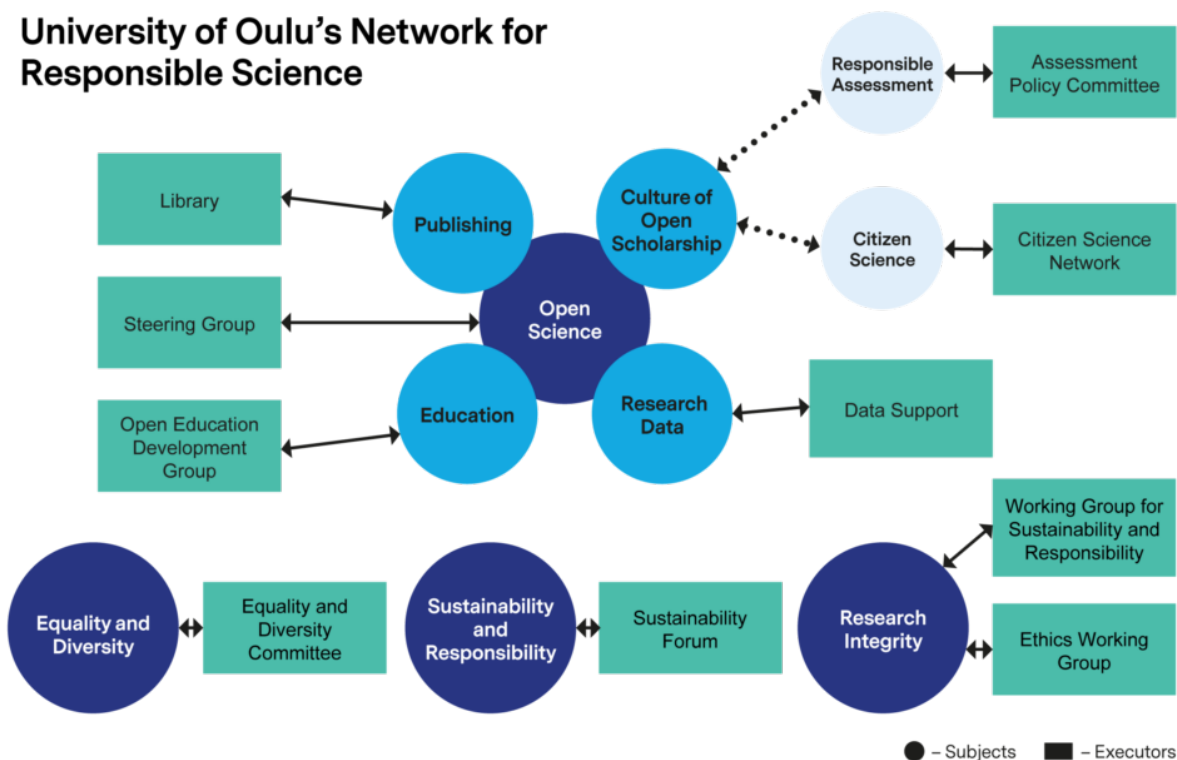 University of Oulu’s Network for
Responsible Science
Responsible
Assessment
Assessment
Policy Committee
Library
Publishing
Culture of
Open
Scholarship
Citizen
Science
Citizen Science
Network
Steering Group
Open
Science
Open Education
Development
Group
Education
Research
Data
Data Support
Equality and
Diversity
Equality and
Diversity
Committee
Sustainability
and
Responsibility
Sustainability
Forum
Research
Integrity
Working Group for
Sustainability and
Responsibility
Ethics Working
Group
– Subjects
– Executors